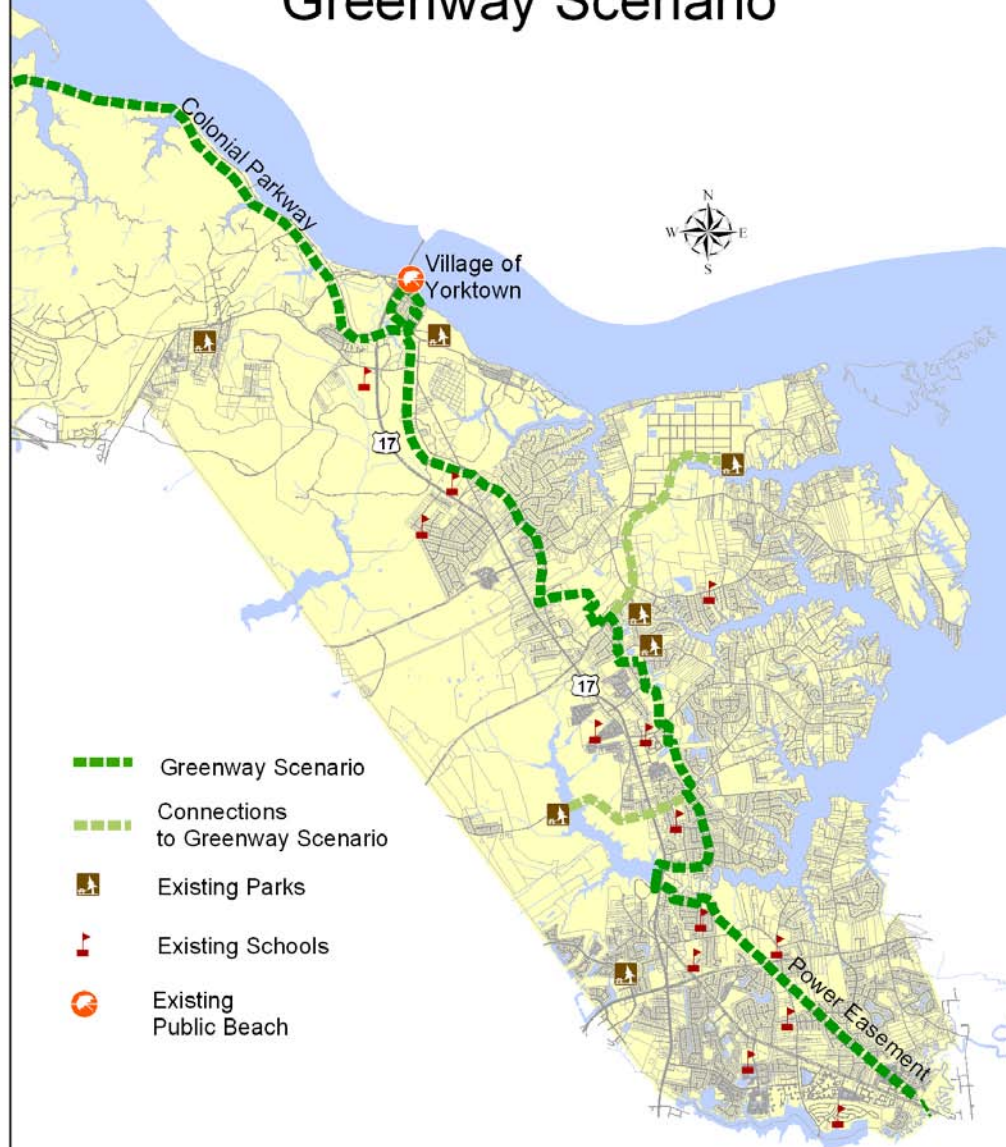 Greenway Scenario
Colonial Parkway
N
W E
S
Village of
Yorktown
17
17
Greenway Scenario
Connections
to Greenway Scenario
Existing Parks
Existing Schools
Existing
Public Beach
Power Easement